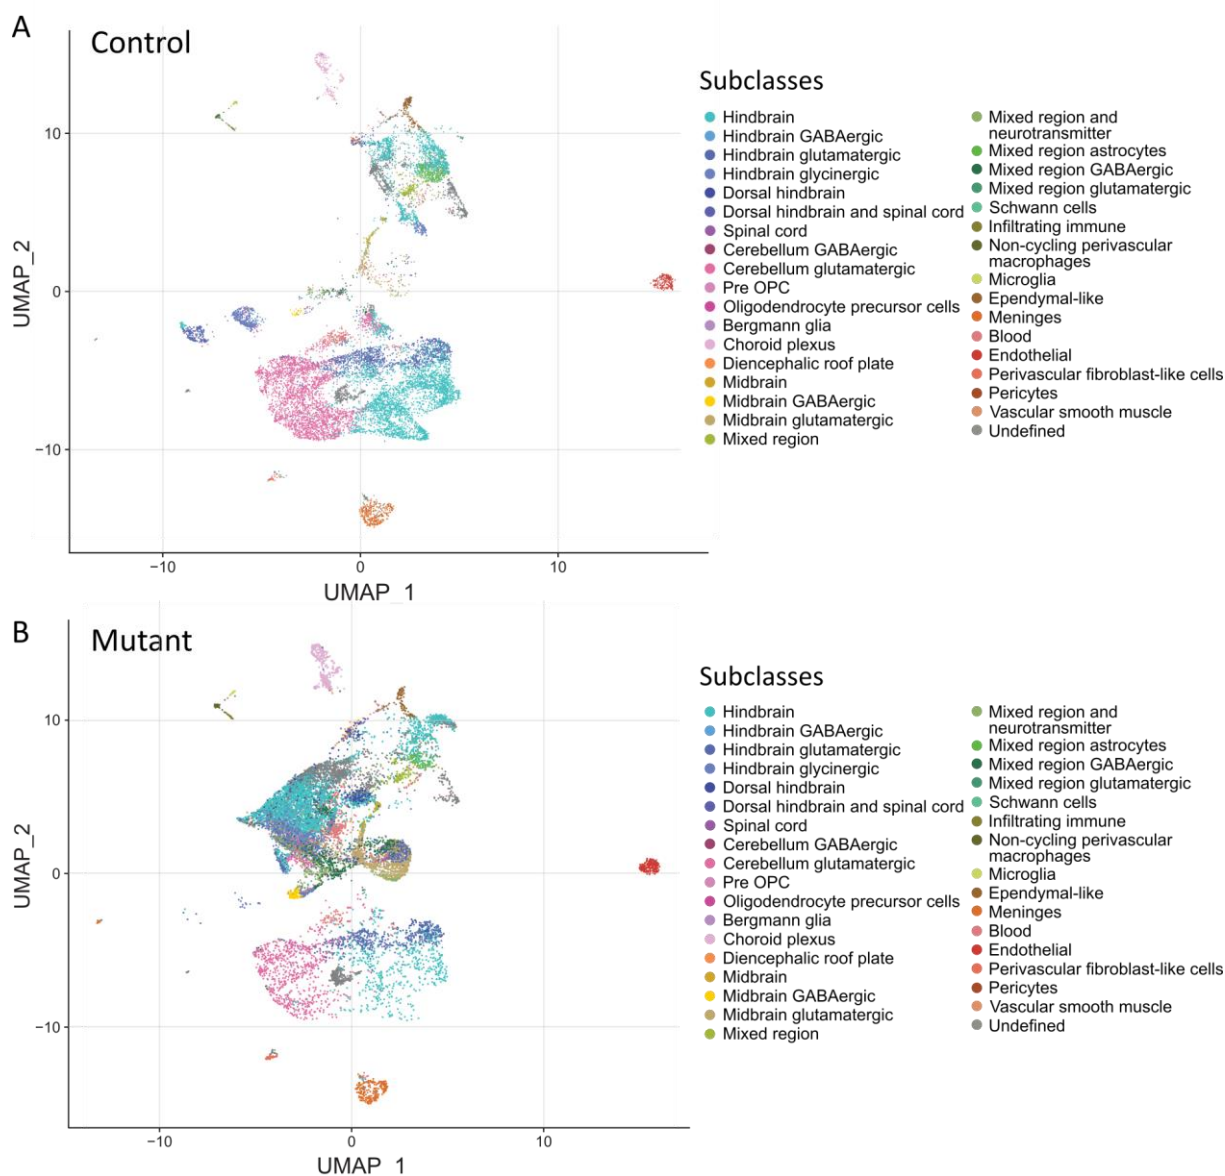 A
Control
10
0
−10
UMAP_2
−10
0
10
UMAP_1
Subclasses
Hindbrain
Hindbrain GABAergic
Hindbrain glutamatergic
Hindbrain glycinergic
Dorsal hindbrain
Dorsal hindbrain and spinal cord
Spinal cord
Cerebellum GABAergic
Cerebellum glutamatergic
Pre OPC
Oligodendrocyte precursor cells
Bergmann glia
Choroid plexus
Diencephalic roof plate
Midbrain
Midbrain GABAergic
Midbrain glutamatergic
Mixed region
Mixed region and
neurotransmitter
Mixed region astrocytes
Mixed region GABAergic
Mixed region glutamatergic
Schwann cells
Infiltrating immune
Non-cycling perivascular
macrophages
Microglia
Ependymal-like
Meninges
Blood
Endothelial
Perivascular fibroblast-like cells
Pericytes
Vascular smooth muscle
Undefined
B
Mutant
10
0
−10
UMAP_2
−10
0
10
UMAP_1
Subclasses
Hindbrain
Hindbrain GABAergic
Hindbrain glutamatergic
Hindbrain glycinergic
Dorsal hindbrain
Dorsal hindbrain and spinal cord
Spinal cord
Cerebellum GABAergic
Cerebellum glutamatergic
Pre OPC
Oligodendrocyte precursor cells
Bergmann glia
Choroid plexus
Diencephalic roof plate
Midbrain
Midbrain GABAergic
Midbrain glutamatergic
Mixed region
Mixed region and
neurotransmitter
Mixed region astrocytes
Mixed region GABAergic
Mixed region glutamatergic
Schwann cells
Infiltrating immune
Non-cycling perivascular
macrophages
Microglia
Ependymal-like
Meninges
Blood
Endothelial
Perivascular fibroblast-like cells
Pericytes
Vascular smooth muscle
Undefined